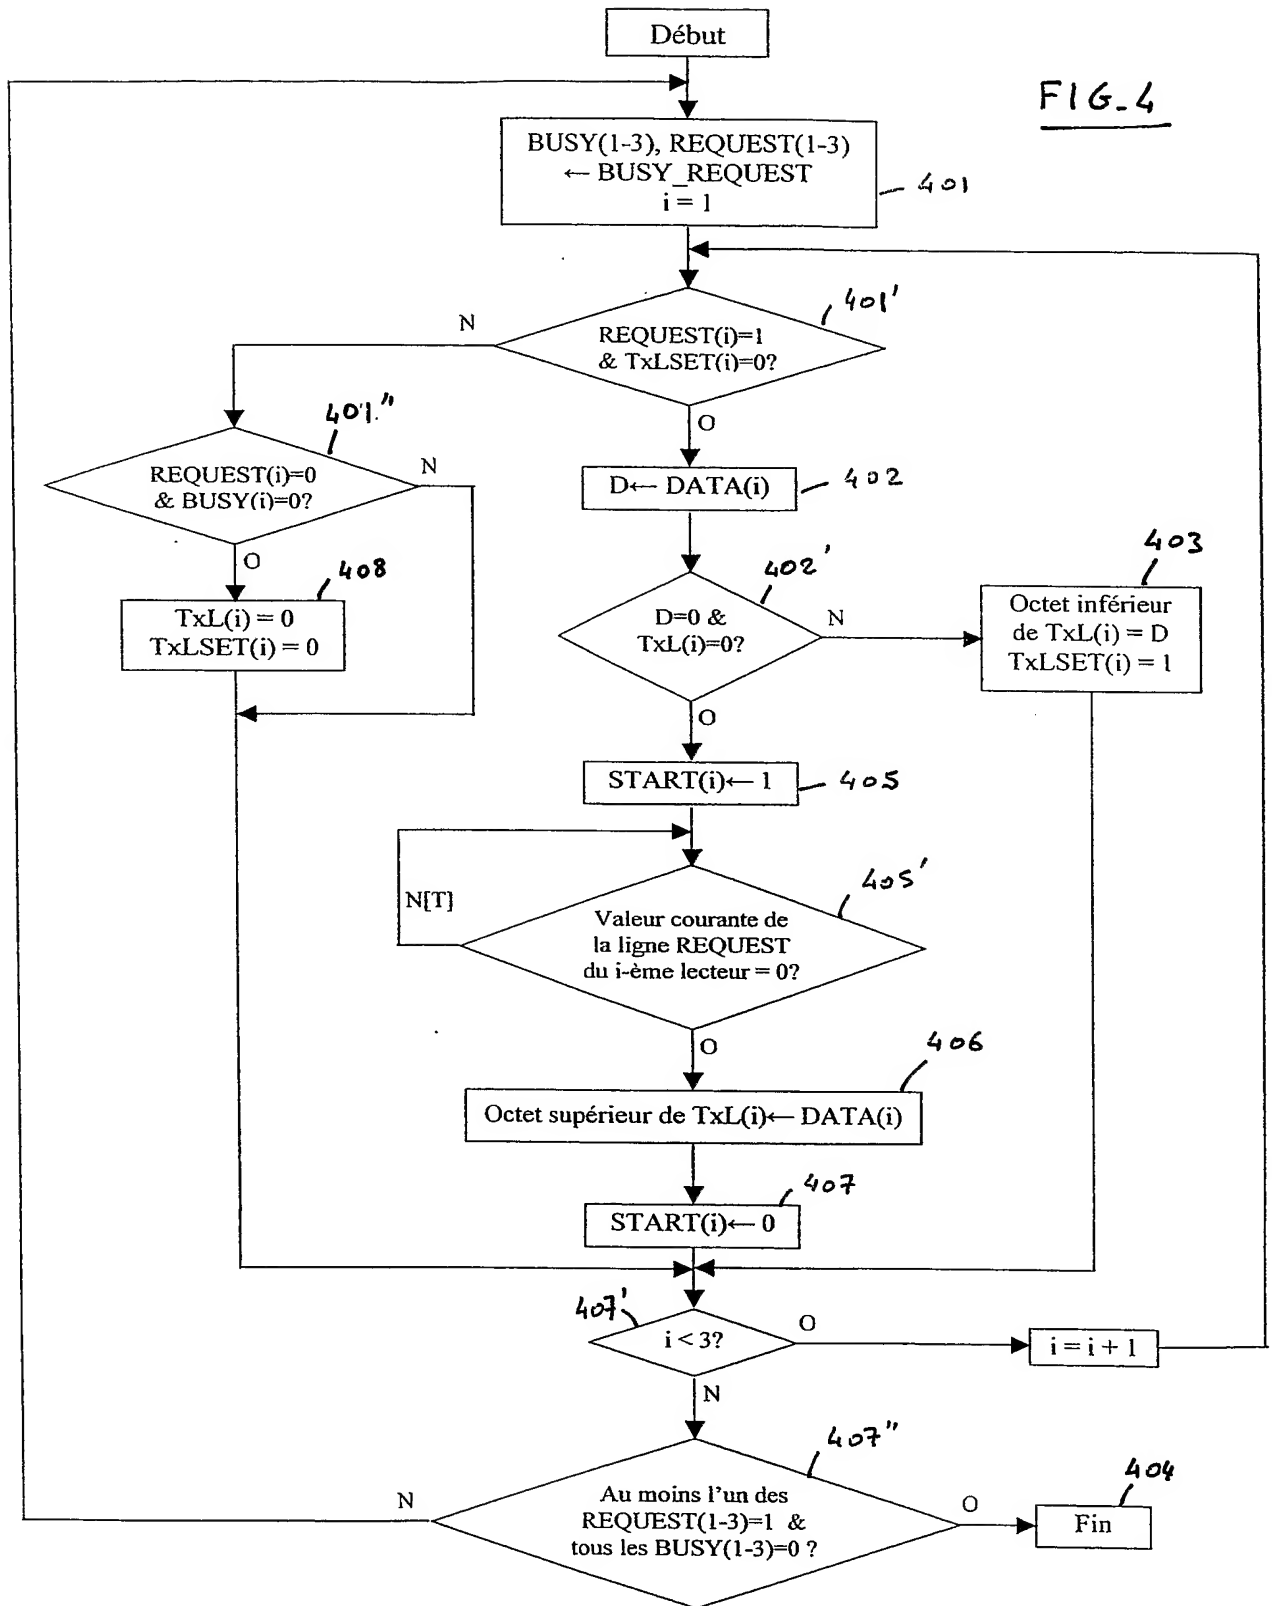 Début
FIG-4
BUSY(1-3), REQUEST(1-3)
← BUSY_REQUEST
i = 1
401
401'
N
REQUEST(i)=1
& TxLSET(i)=0?
O
401."
REQUEST(i)=0
& BUSY(i)=0?
N
O
D← DATA(i)
402
408
TxL(i) = 0
TxLSET(i) = 0
402'
D=0 &
TxL(i)=0?
N
403
Octet inférieur
de TxL(i) = D
TxLSET(i) = 1
O
START(i)← 1
405
405'
N[T]
Valeur courante de
la ligne REQUEST
du i-ème lecteur = 0?
O
406
Octet supérieur de TxL(i)← DATA(i)
407
START(i)← 0
407'
i < 3?
O
i = i + 1
N
407"
N
Au moins l'un des
REQUEST(1-3)=1 &
tous les BUSY(1-3)=0 ?
O
404
Fin